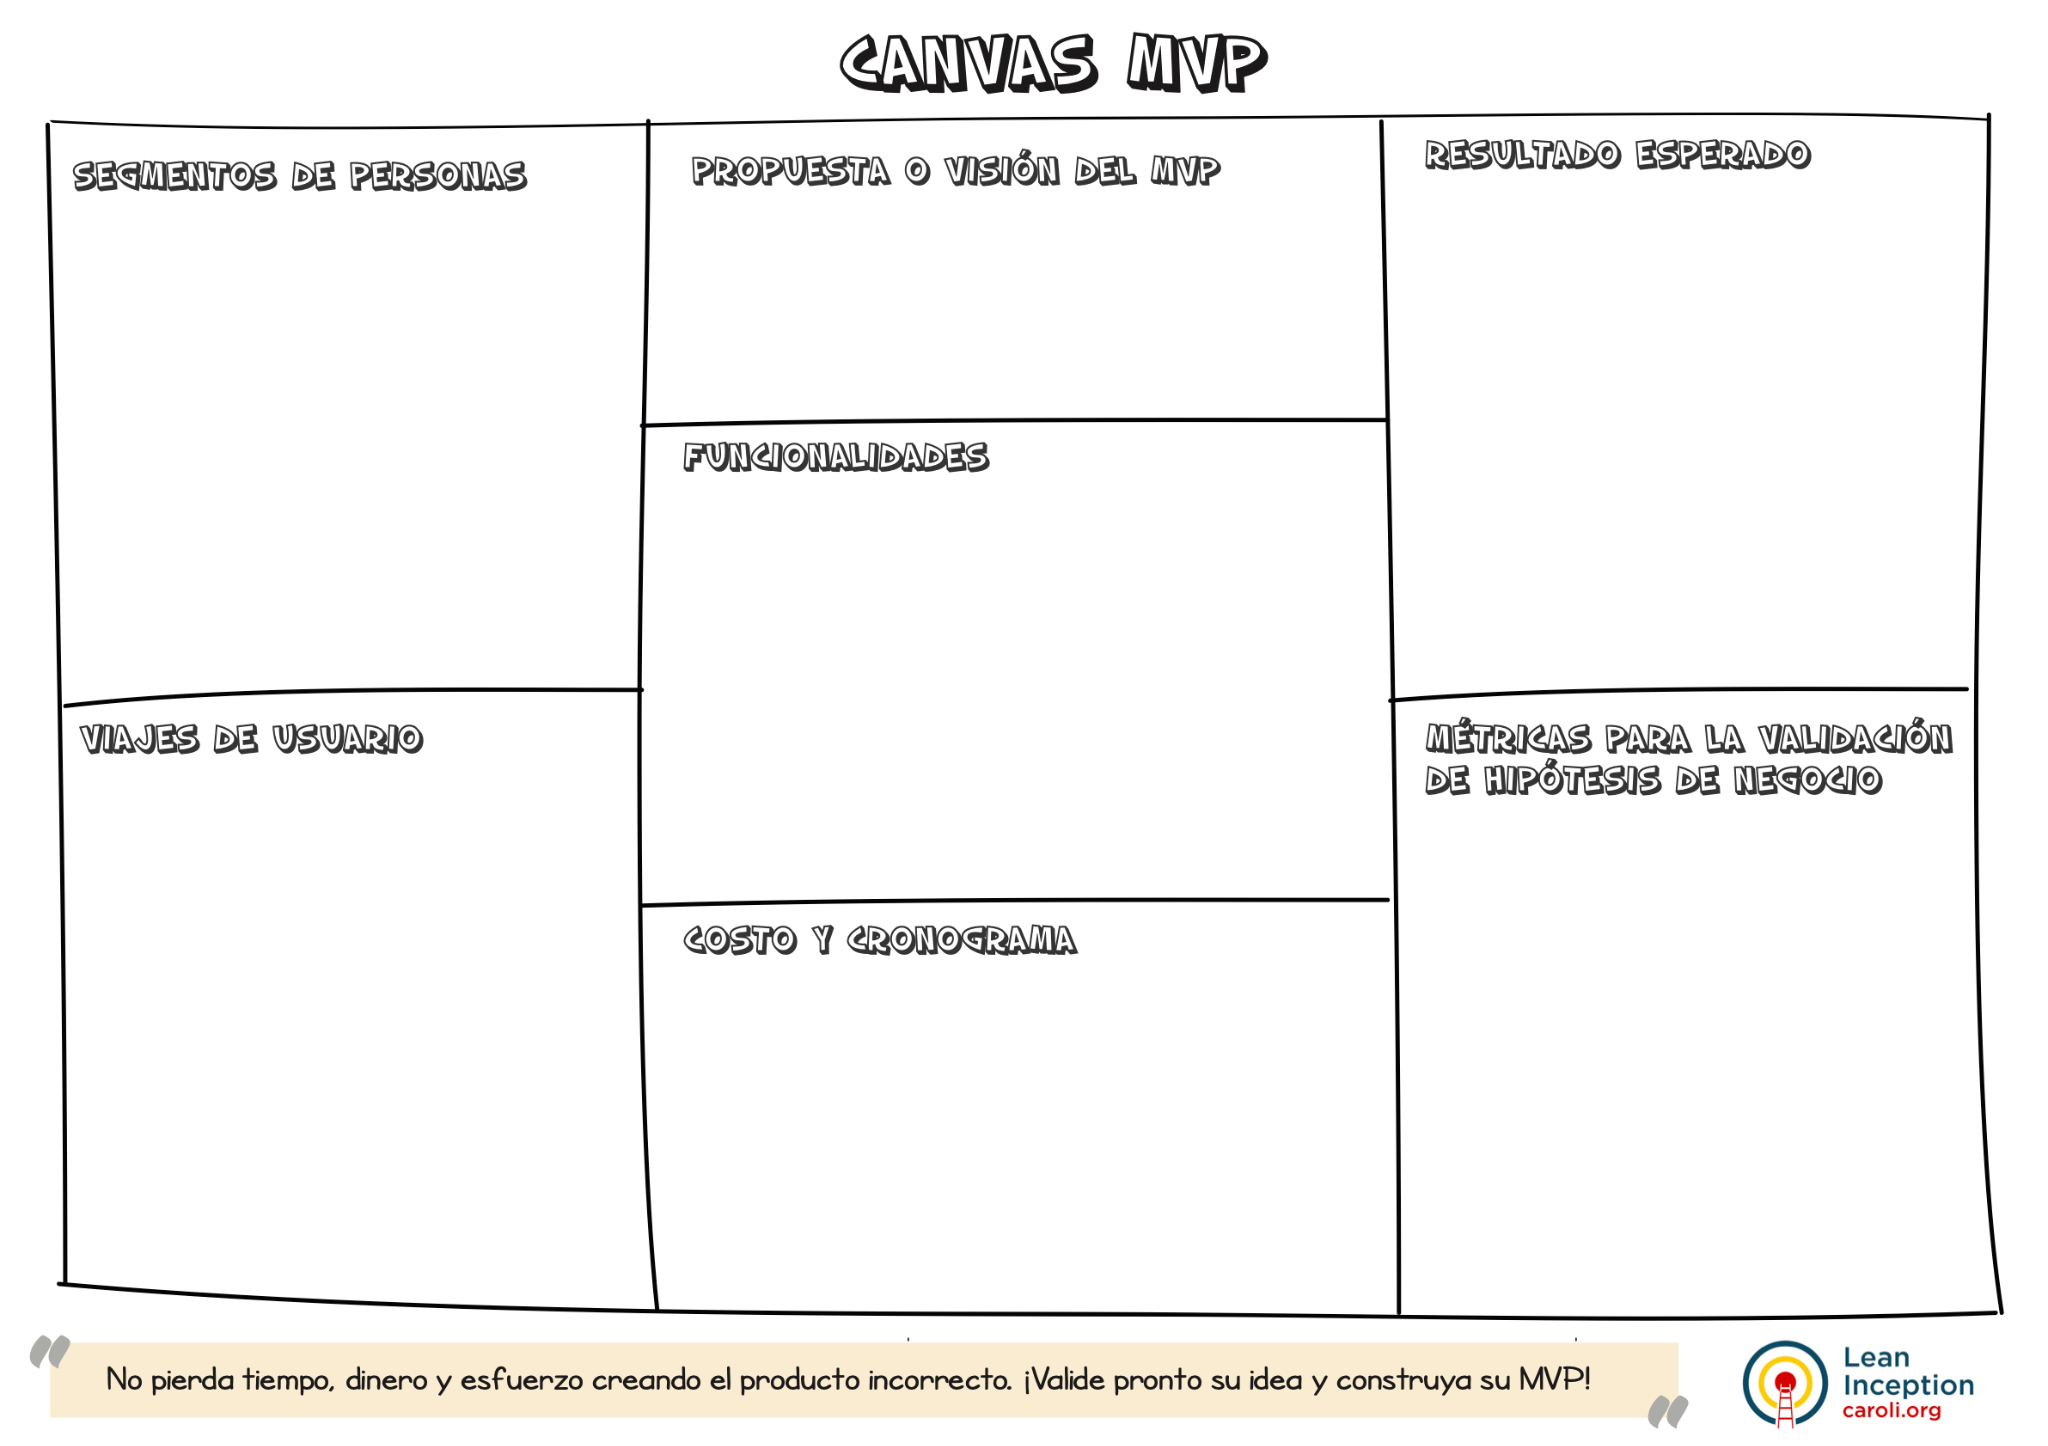 CANVAS MVP
SEGMENTOS DE PERSONAS
PROPUESTA O VISIÓN DEL MVP
RESULTADO ESPERADO
FUNCIONALIDADES
VIAJES DE USUARIO
MÉTRICAS PARA LA VALIDACIÓN
DE HIPÓTESIS DE NEGOCIO
COSTO Y CRONOGRAMA
No pierda tiempo, dinero y esfuerzo creando el producto incorrecto. ¡Valide pronto su idea y construya su MVP!
Lean
Inception
caroli.org